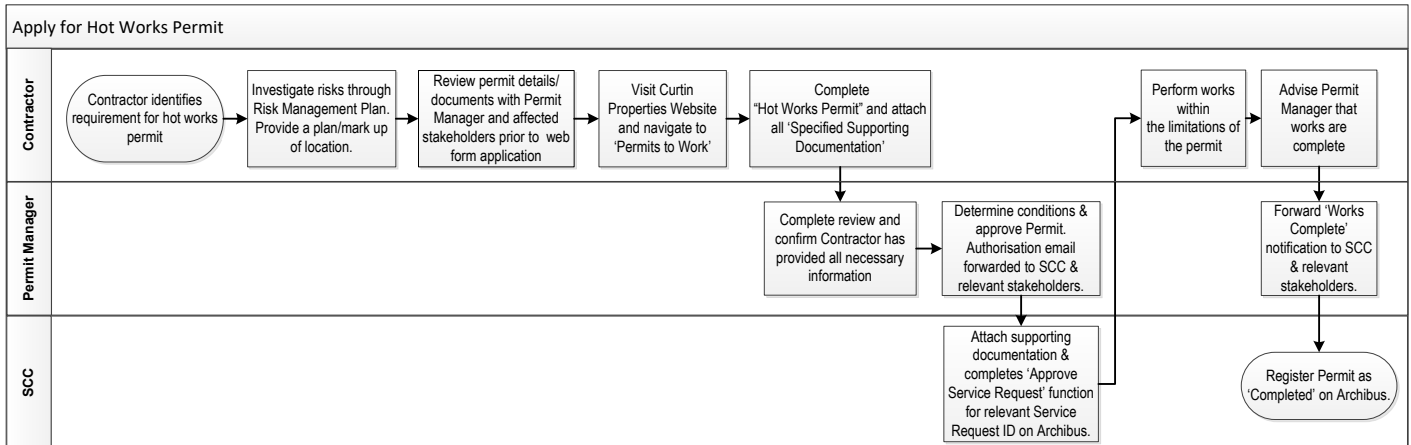 Apply for Hot Works Permit
Contractor
Contractor identifies
requirement for hot works
permit
Investigate risks through
Risk Management Plan.
Provide a plan/mark up
of location.
Review permit details/
documents with Permit
Manager and affected
stakeholders prior to web
form application
Visit Curtin
Properties Website
and navigate to
‘Permits to Work’
Complete
“Hot Works Permit” and attach
all ‘Specified Supporting
Documentation’
Perform works
within
the limitations of
the permit
Advise Permit
Manager that
works are
complete
Permit Manager
Complete review and
confirm Contractor has
provided all necessary
information
Determine conditions &
approve Permit.
Authorisation email
forwarded to SCC &
relevant stakeholders.
Forward ‘Works
Complete’
notification to SCC
& relevant
stakeholders.
SCC
Attach supporting
documentation &
completes ‘Approve
Service Request’ function
for relevant Service
Request ID on Archibus.
Register Permit as
‘Completed’ on Archibus.